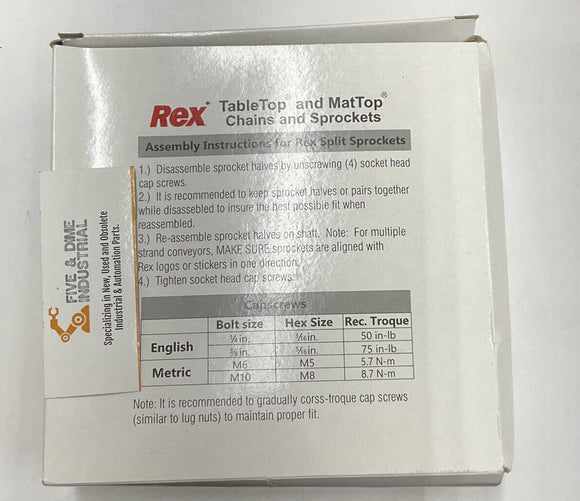 Rex TableTop® and MatTop®
Chains and Sprockets
Assembly Instructions for Rex Split Sprockets
1.) Disassemble sprocket halves by unscrewing (4) socket head
cap screws.
2.) It is recommended to keep sprocket halves or pairs together
while disassebled to insure the best possible fit when
reassembled.
3.) Re-assemble sprocket halves on shaft. Note: For multiple
strand conveyors, MAKE SURE sprockets are aligned with
Rex logos or stickers in one direction.
4.) Tighten socket head cap screws:
Capscrews
Bolt size Hex Size Rec. Troque
English ¼ in. 3⁄16 in. 50 in-lb
⅜ in. 5⁄16 in. 75 in-lb
Metric M6 M5 5.7 N-m
M10 M8 8.7 N-m
Note: It is recommended to gradually corss-troque cap screws
(similar to lug nuts) to maintain proper fit.
FIVE & DIME
INDUSTRIAL
Specializing in New, Used and Obsolete
Industrial & Automation Parts.